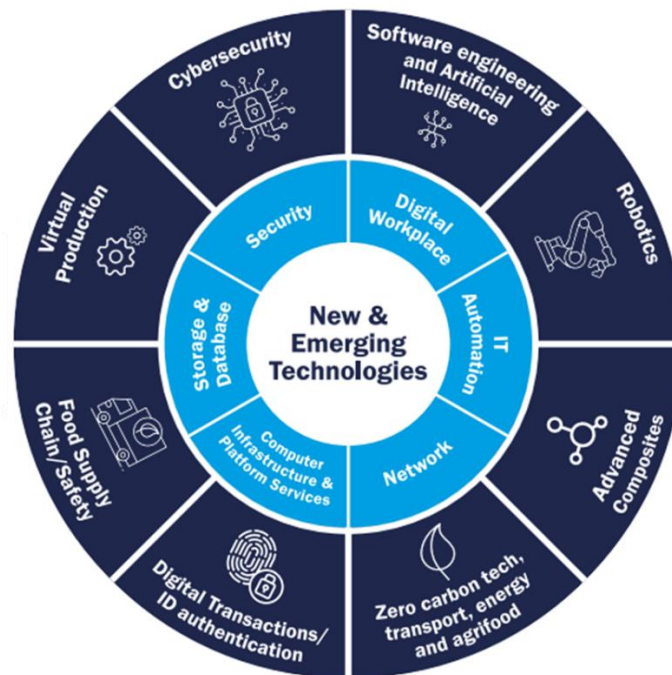 Cybersecurity
Software engineering
and Artificial
Intelligence
Robotics
Advanced
Composites
Zero carbon tech,
transport, energy
and agrifood
Digital Transactions/
ID authentication
Food Supply
Chain/Safety
Virtual
Production
Security
Digital
Workplace
IT
Automation
Network
Computer
Infrastructure &
Platform Services
Storage &
Database
New &
Emerging
Technologies